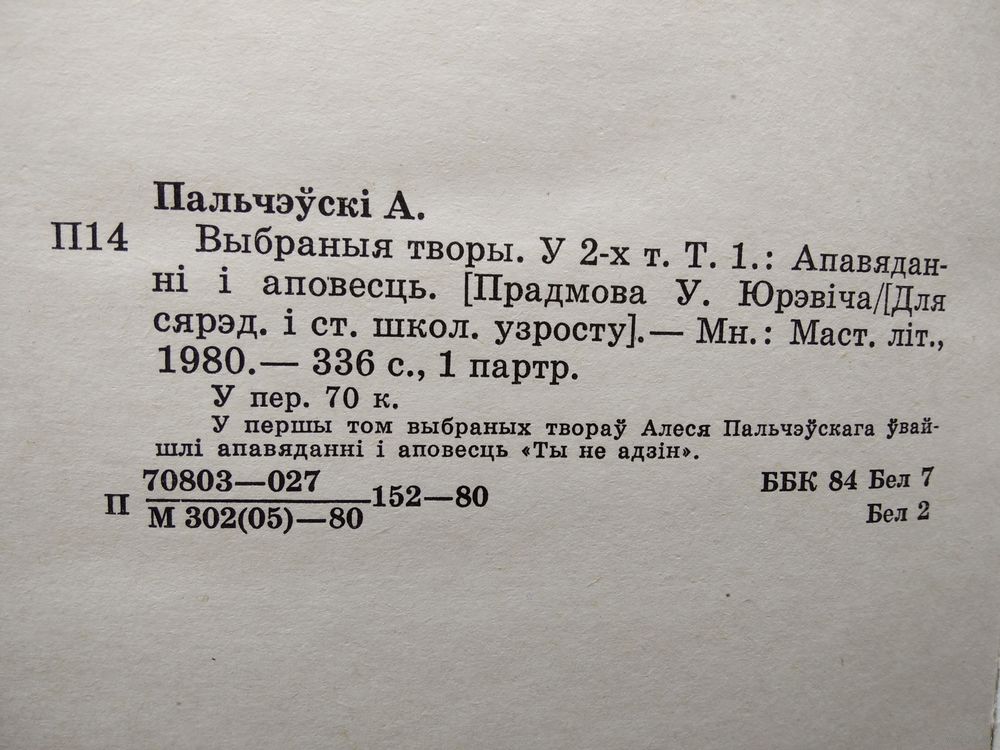 Пальчэўскі А.
П14 Выбраныя творы. У 2-х т. Т. 1.: Апавядан-
ні і аповесць. [Прадмова У. Юрэвіча/[Для
сярэд. і ст. школ. узросту].— Мн.: Маст. літ.,
1980.— 336 с., 1 партр.
У пер. 70 к.
У першы том выбраных твораў Алеся Пальчэўскага ўвай-
шлі апавяданні і аповесць «Ты не адзін».
П 70803—027 152—80 ББК 84 Бел 7
М 302(05)—80 Бел 2